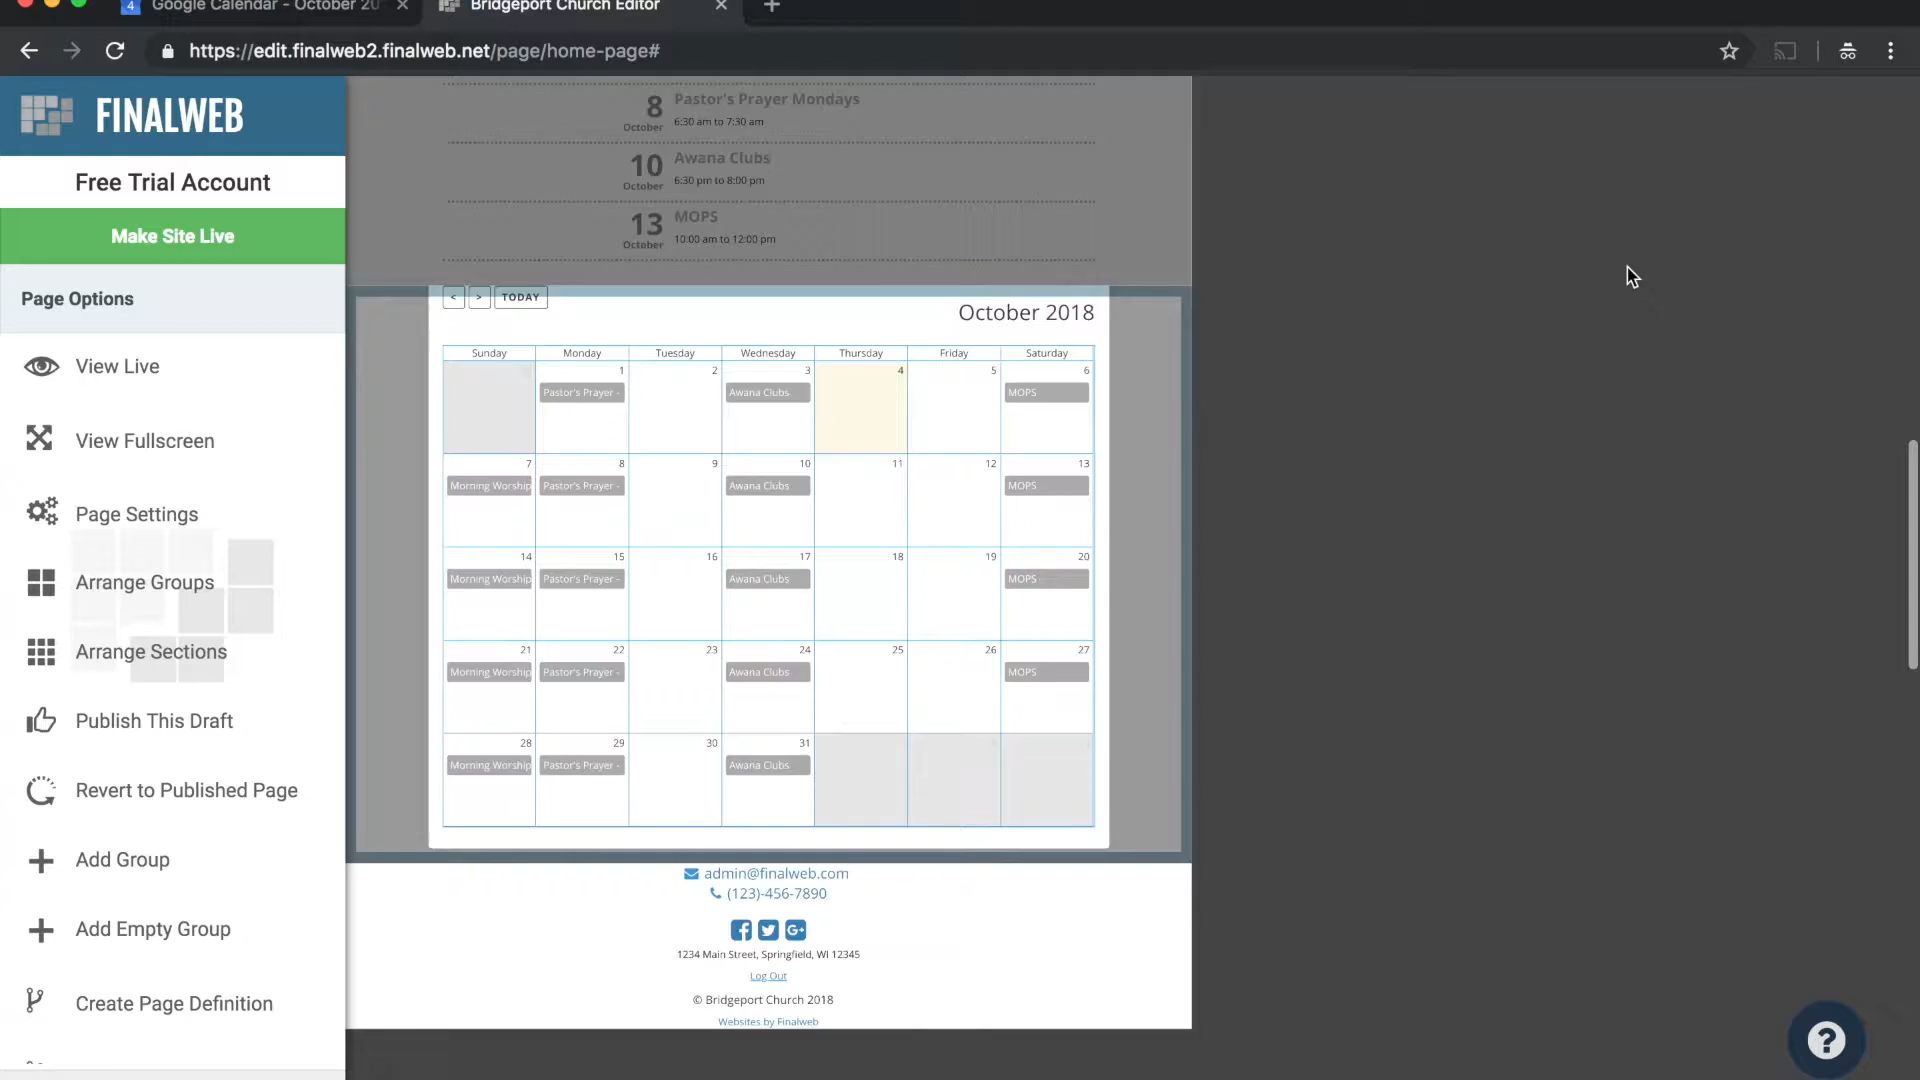 Google Calendar - October 20
Bridgeport Church Editor
https://edit.finalweb2.finalweb.net/page/home-page#
FINALWEB
Free Trial Account
Make Site Live
Page Options
View Live
View Fullscreen
Page Settings
Arrange Groups
Arrange Sections
Publish This Draft
Revert to Published Page
Add Group
Add Empty Group
Create Page Definition
8 Pastor's Prayer Mondays
October 6:30 am to 7:30 am
10 Awana Clubs
October 6:30 pm to 8:00 pm
13 MOPS
October 10:00 am to 12:00 pm
< > TODAY
October 2018
Sunday Monday Tuesday Wednesday Thursday Friday Saturday
1 2 3 4 5 6
Pastor's Prayer - Awana Clubs MOPS
7 8 9 10 11 12 13
Morning Worship Pastor's Prayer - Awana Clubs MOPS
14 15 16 17 18 19 20
Morning Worship Pastor's Prayer - Awana Clubs MOPS
21 22 23 24 25 26 27
Morning Worship Pastor's Prayer - Awana Clubs MOPS
28 29 30 31
Morning Worship Pastor's Prayer - Awana Clubs
admin@finalweb.com
(123)-456-7890
1234 Main Street, Springfield, WI 12345
Log Out
© Bridgeport Church 2018
Websites by Finalweb